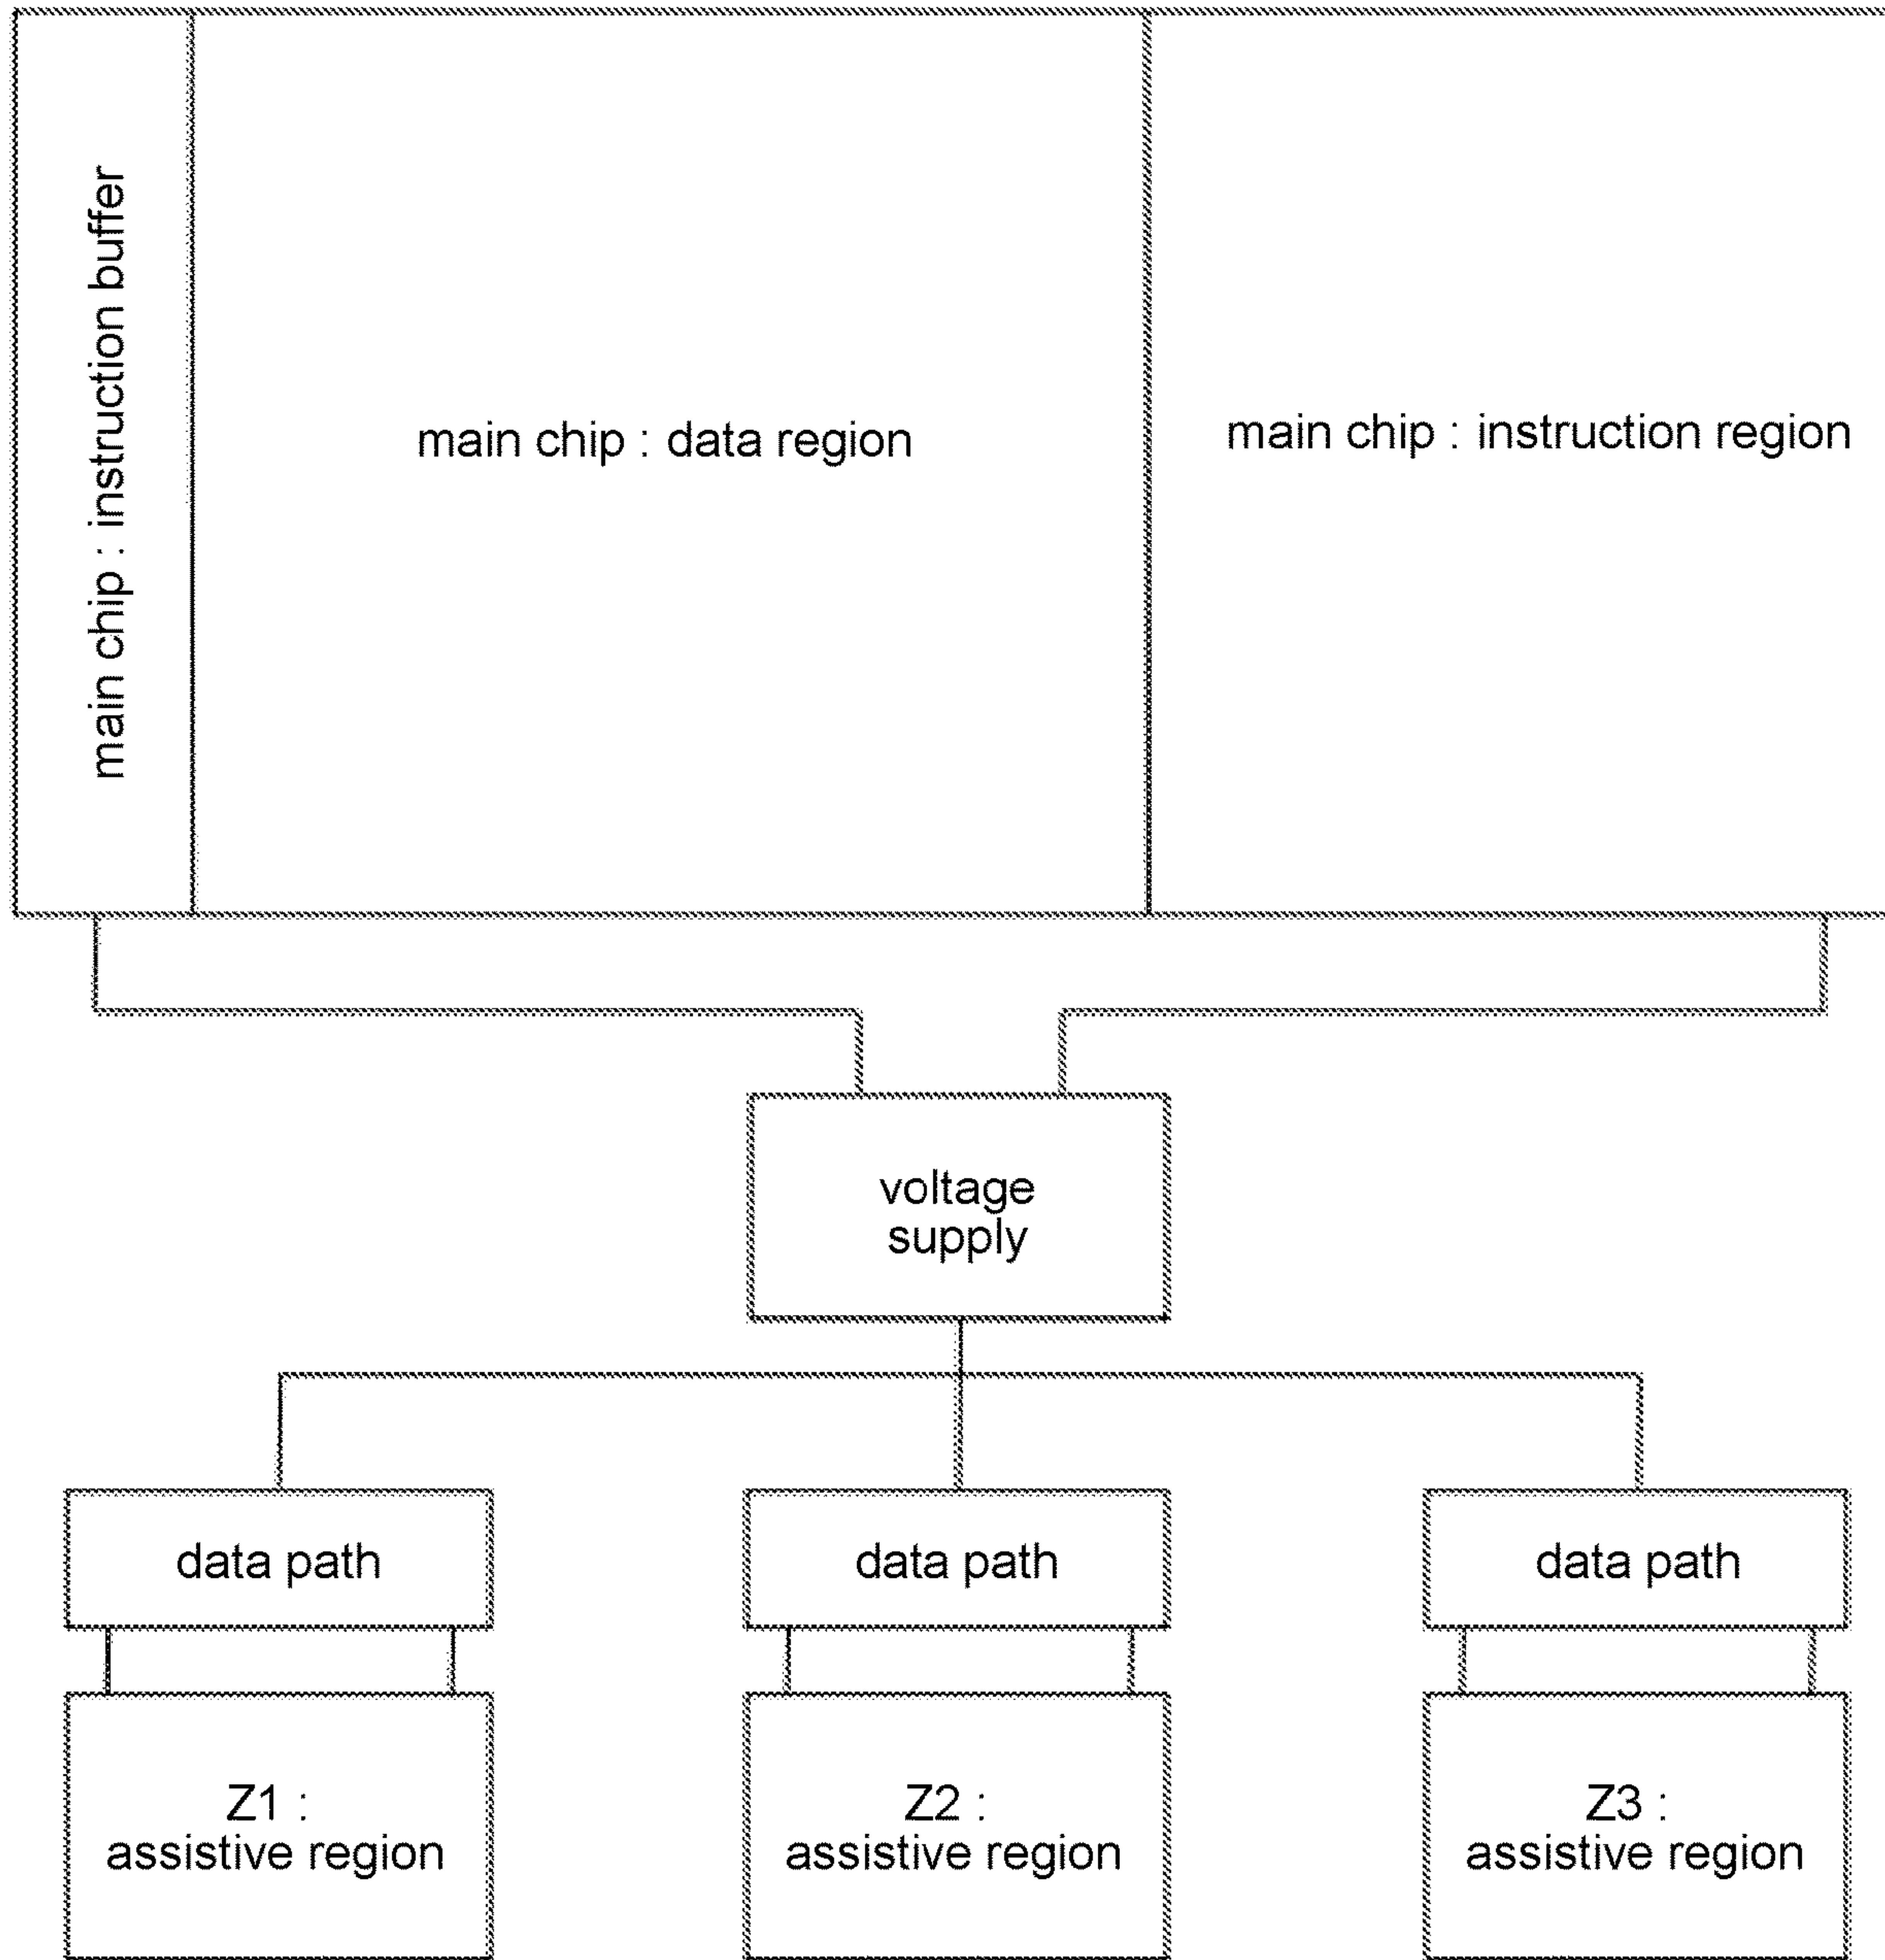 main chip : instruction buffer
main chip : data region
main chip : instruction region
voltage
supply
data path
data path
data path
Z1 :
assistive region
Z2 :
assistive region
Z3 :
assistive region